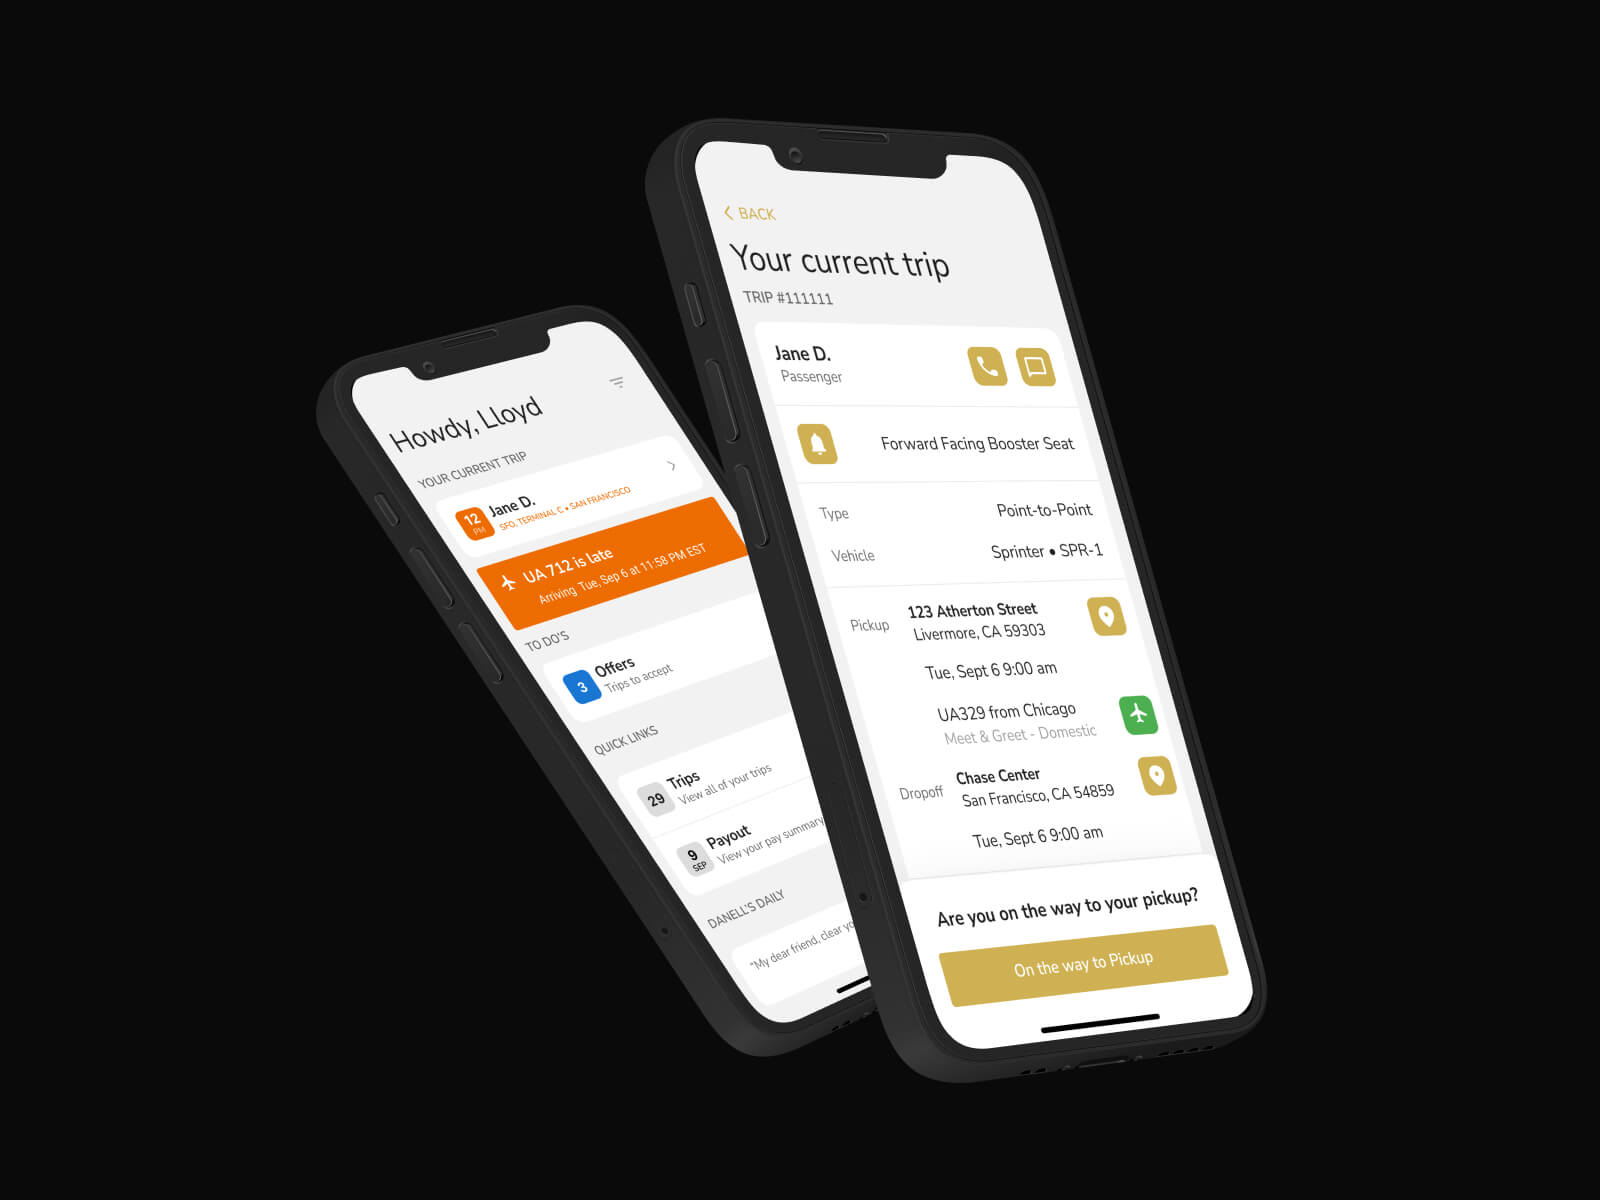 Howdy, Lloyd
YOUR CURRENT TRIP
12
PM
Jane D.
SFO, TERMINAL C • SAN FRANCISCO
UA 712 is late
Arriving Tue, Sep 6 at 11:58 PM EST
TO DO'S
3
Offers
Trips to accept
QUICK LINKS
29
Trips
View all of your trips
9
SEP
Payout
View your pay summary
DANELL'S DAILY
"My dear friend, clear
BACK
Your current trip
TRIP #111111
Jane D.
Passenger
Forward Facing Booster Seat
Type
Point-to-Point
Vehicle
Sprinter • SPR-1
Pickup
123 Atherton Street
Livermore, CA 59303
Tue, Sept 6 9:00 am
UA329 from Chicago
Meet & Greet - Domestic
Dropoff
Chase Center
San Francisco, CA 54859
Tue, Sept 6 9:00 am
Are you on the way to your pickup?
On the way to Pickup